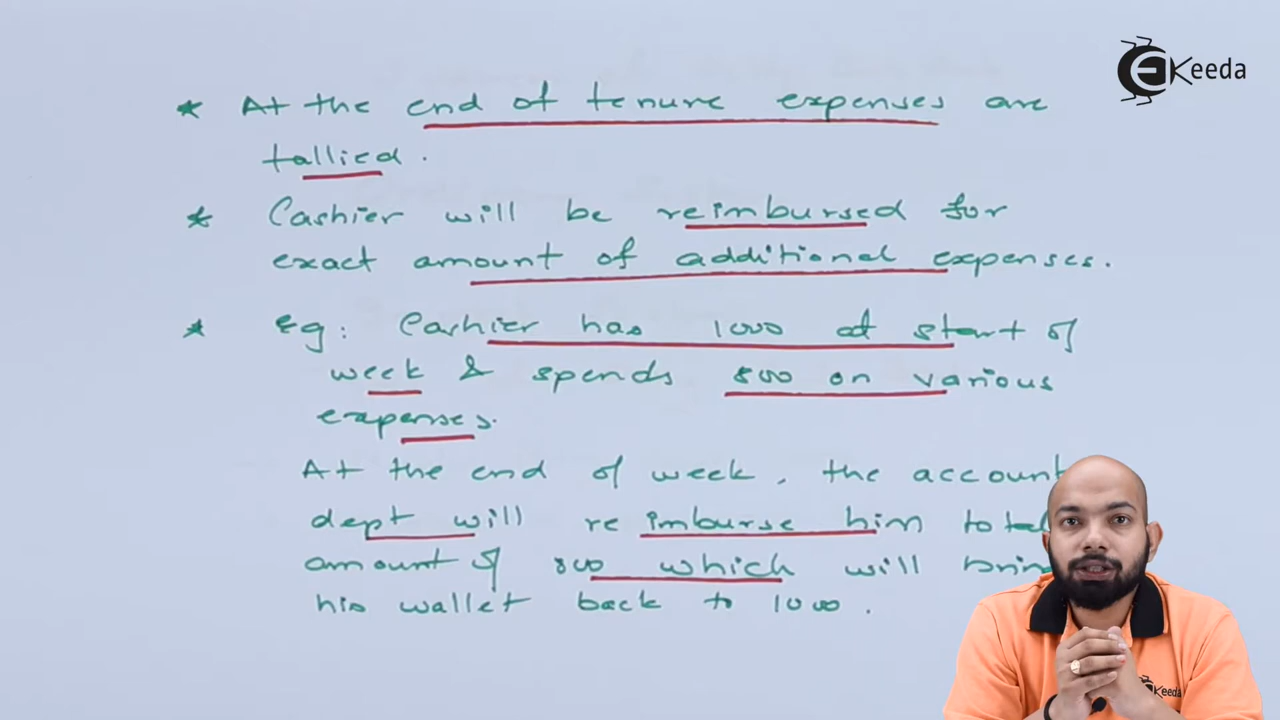 Keeda
* At the end of tenure expenses are
tallied.
* Cashier will be reimbursed for
exact amount of additional expenses.
* eg: Cashier has 1000 at start of
week & spends 800 on various
expenses.
At the end of week, the account
dept will reimburse him total
amount of 800 which will
his wallet back to 1000.
Keeda